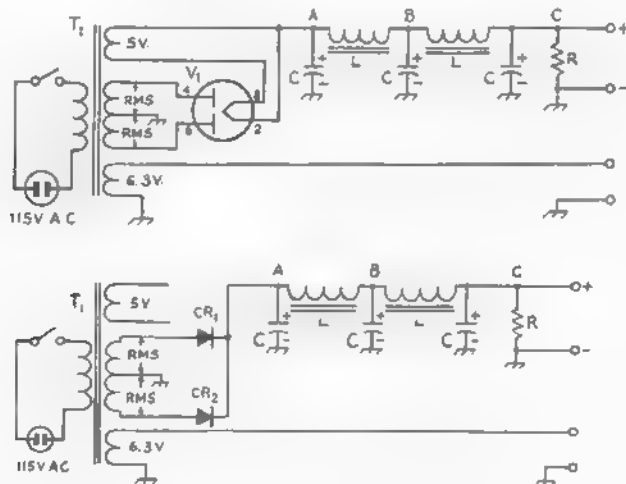 T1
5V
V1
4
8
RMS
RMS
6
2
6.3V
115V AC
A
B
C
L
L
C
C
C
R
+
-
+
-
+
-
+
-
T1
5V
CR1
RMS
RMS
CR2
6.3V
115V AC
A
B
C
L
L
C
C
C
R
+
-
+
-
+
-
+
-